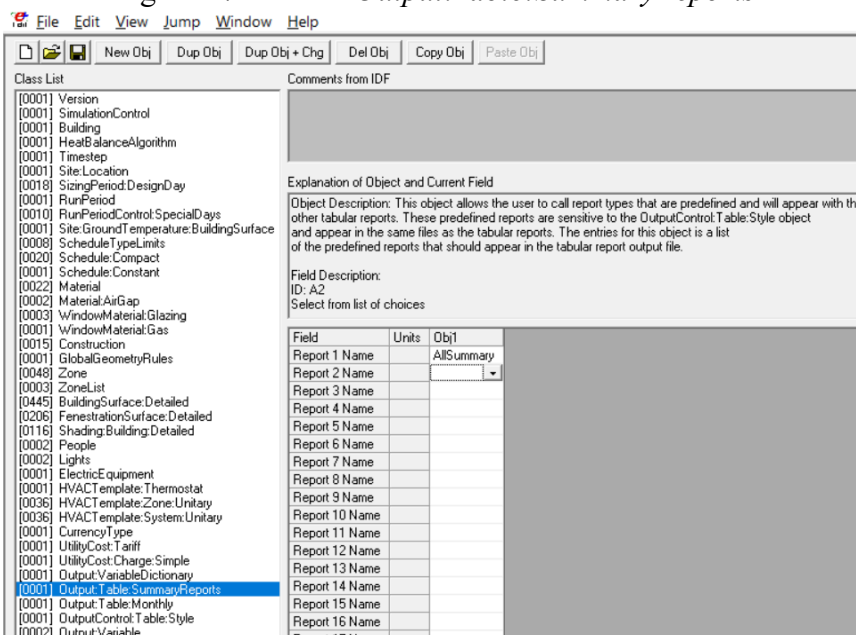 Output:Table:SummaryReports
File Edit View Jump Window Help
New Obj Dup Obj Dup Obj + Chg Del Obj Copy Obj Paste Obj
Class List
[0001] Version
[0001] SimulationControl
[0001] Building
[0001] HeatBalanceAlgorithm
[0001] Timestep
[0001] Site:Location
[0018] SizingPeriod:DesignDay
[0001] RunPeriod
[0010] RunPeriodControl:SpecialDays
[0001] Site:GroundTemperature:BuildingSurface
[0008] ScheduleTypeLimits
[0020] Schedule:Compact
[0001] Schedule:Constant
[0022] Material
[0002] Material:AirGap
[0003] WindowMaterial:Glazing
[0001] WindowMaterial:Gas
[0015] Construction
[0001] GlobalGeometryRules
[0048] Zone
[0003] ZoneList
[0445] BuildingSurface:Detailed
[0206] FenestrationSurface:Detailed
[0116] Shading:Building:Detailed
[0002] People
[0002] Lights
[0001] ElectricEquipment
[0001] HVACTemplate:Thermostat
[0036] HVACTemplate:Zone:Unitary
[0036] HVACTemplate:System:Unitary
[0001] CurrencyType
[0001] UtilityCost:Tariff
[0001] UtilityCost:Charge:Simple
[0001] Output:VariableDictionary
[0001] Output:Table:SummaryReports
[0001] Output:Table:Monthly
[0001] OutputControl:Table:Style
[0002] Output:Variable
Comments from IDF
Explanation of Object and Current Field
Object Description: This object allows the user to call report types that are predefined and will appear with th
other tabular reports. These predefined reports are sensitive to the OutputControl:Table:Style object
and appear in the same files as the tabular reports. The entries for this object is a list
of the predefined reports that should appear in the tabular report output file.
Field Description:
ID: A2
Select from list of choices
Field Units Obj1
Report 1 Name AllSummary
Report 2 Name
Report 3 Name
Report 4 Name
Report 5 Name
Report 6 Name
Report 7 Name
Report 8 Name
Report 9 Name
Report 10 Name
Report 11 Name
Report 12 Name
Report 13 Name
Report 14 Name
Report 15 Name
Report 16 Name